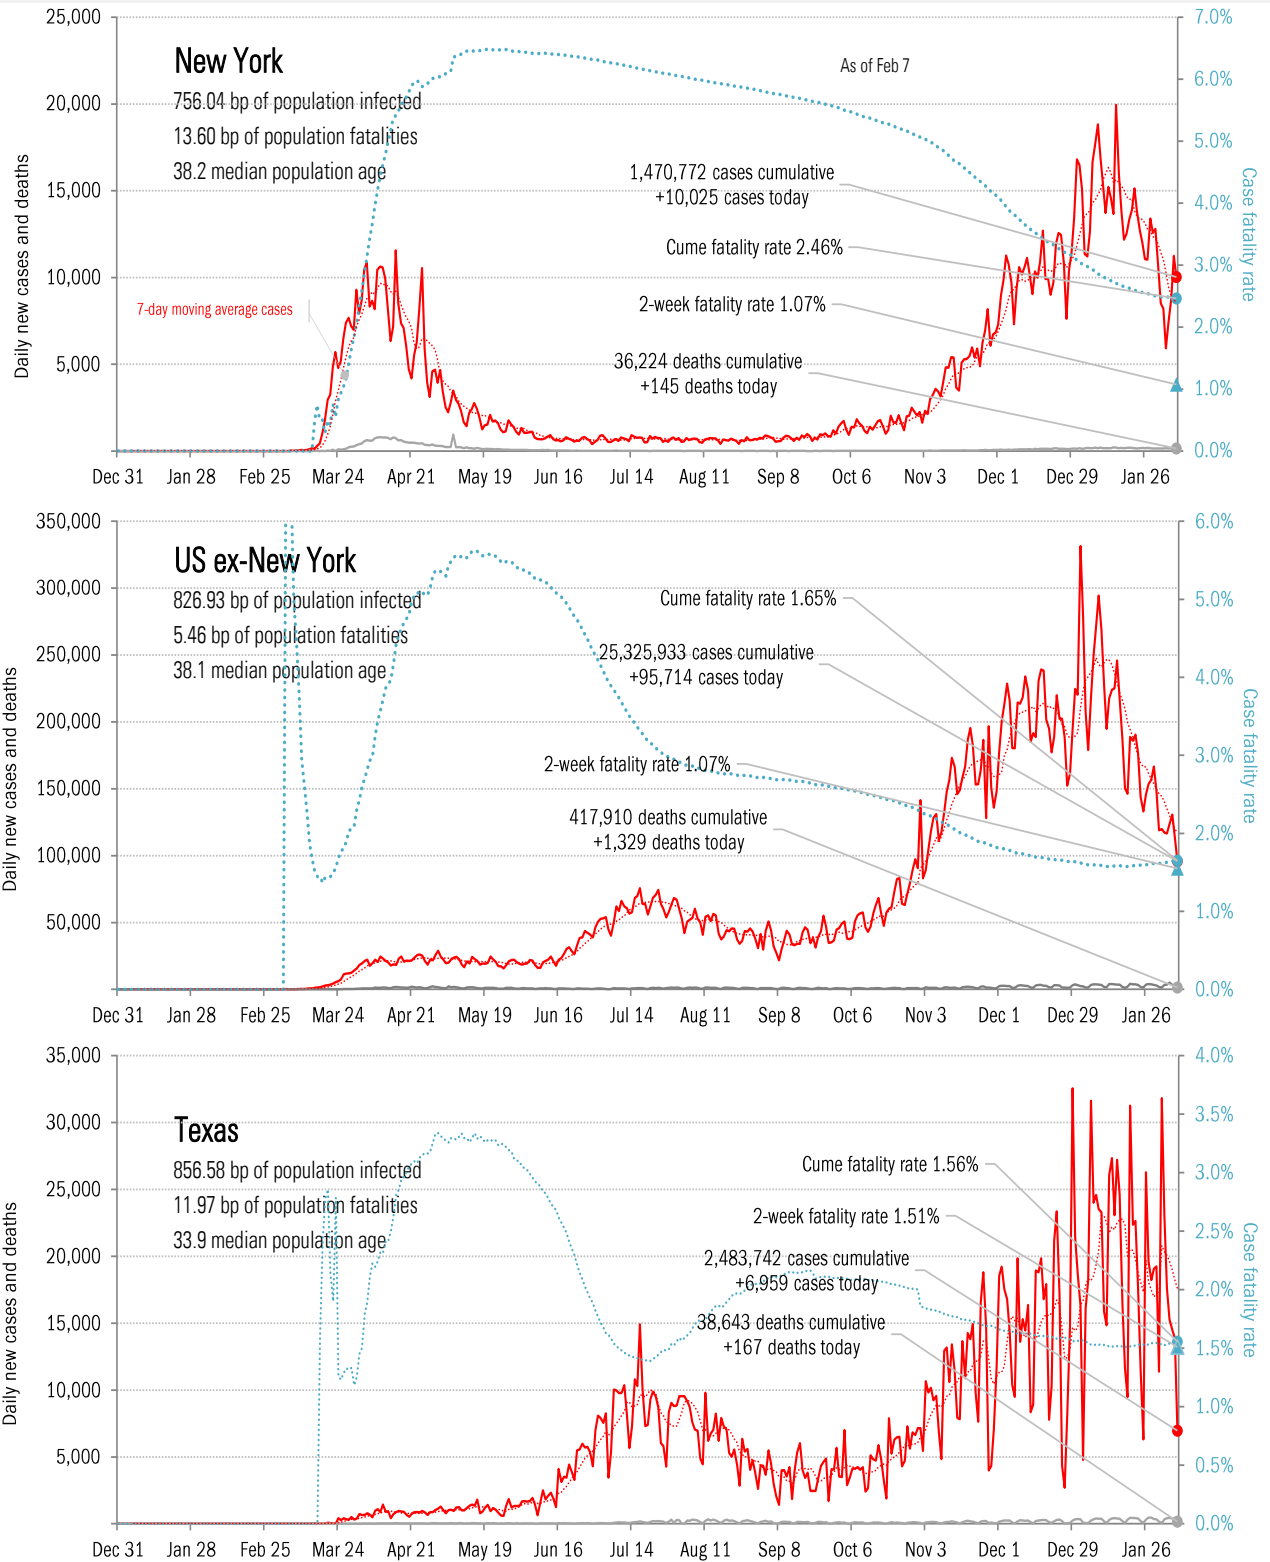 25,000
20,000
15,000
10,000
5,000
Daily new cases and deaths
New York
756.04 bp of population infected
13.60 bp of population fatalities
38.2 median population age
As of Feb 7
7-day moving average cases
1,470,772 cases cumulative
+10,025 cases today
Cume fatality rate 2.46%
2-week fatality rate 1.07%
36,224 deaths cumulative
+145 deaths today
7.0%
6.0%
5.0%
4.0%
3.0%
2.0%
1.0%
0.0%
Case fatality rate
Dec 31 Jan 28 Feb 25 Mar 24 Apr 21 May 19 Jun 16 Jul 14 Aug 11 Sep 8 Oct 6 Nov 3 Dec 1 Dec 29 Jan 26
350,000
300,000
250,000
200,000
150,000
100,000
50,000
Daily new cases and deaths
US ex-New York
826.93 bp of population infected
5.46 bp of population fatalities
38.1 median population age
Cume fatality rate 1.65%
25,325,933 cases cumulative
+95,714 cases today
2-week fatality rate 1.07%
417,910 deaths cumulative
+1,329 deaths today
6.0%
5.0%
4.0%
3.0%
2.0%
1.0%
0.0%
Case fatality rate
Dec 31 Jan 28 Feb 25 Mar 24 Apr 21 May 19 Jun 16 Jul 14 Aug 11 Sep 8 Oct 6 Nov 3 Dec 1 Dec 29 Jan 26
35,000
30,000
25,000
20,000
15,000
10,000
5,000
Daily new cases and deaths
Texas
856.58 bp of population infected
11.97 bp of population fatalities
33.9 median population age
Cume fatality rate 1.56%
2-week fatality rate 1.51%
2,483,742 cases cumulative
+6,959 cases today
38,643 deaths cumulative
+167 deaths today
4.0%
3.5%
3.0%
2.5%
2.0%
1.5%
1.0%
0.5%
0.0%
Case fatality rate
Dec 31 Jan 28 Feb 25 Mar 24 Apr 21 May 19 Jun 16 Jul 14 Aug 11 Sep 8 Oct 6 Nov 3 Dec 1 Dec 29 Jan 26